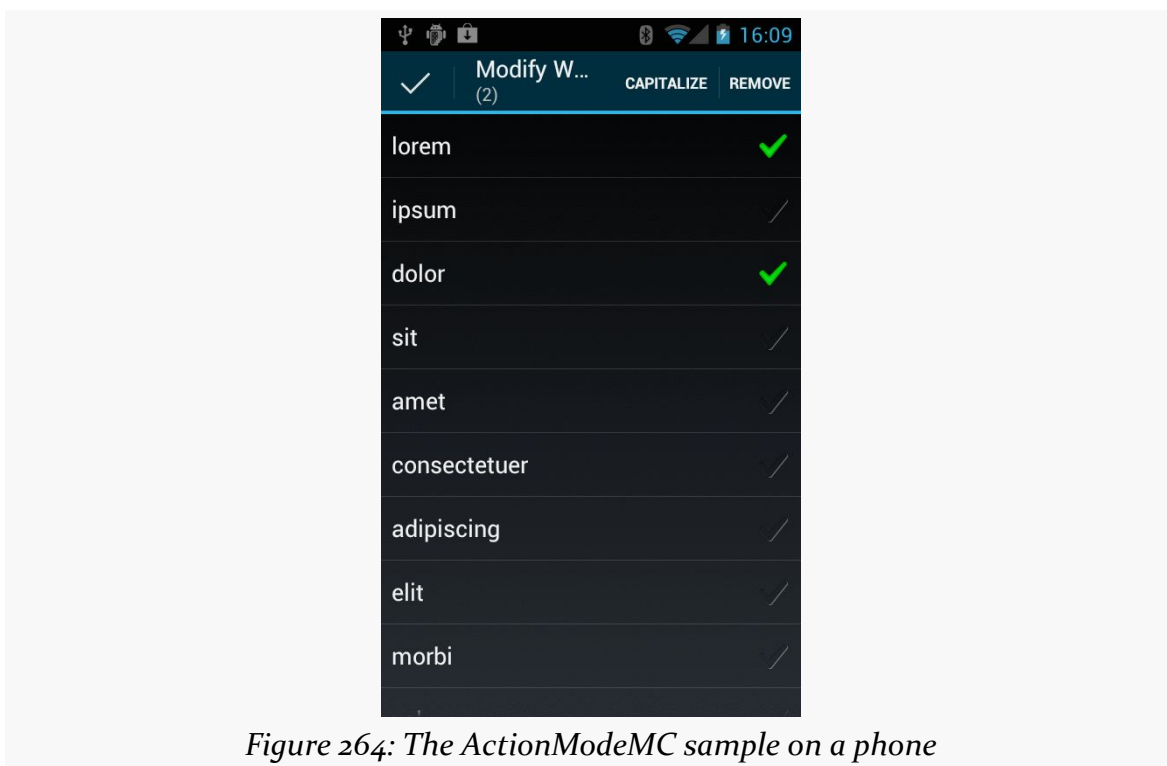 16:09
Modify W...
(2)
CAPITALIZE REMOVE
lorem
ipsum
dolor
sit
amet
consectetuer
adipiscing
elit
morbi
Figure 264: The ActionModeMC sample on a phone